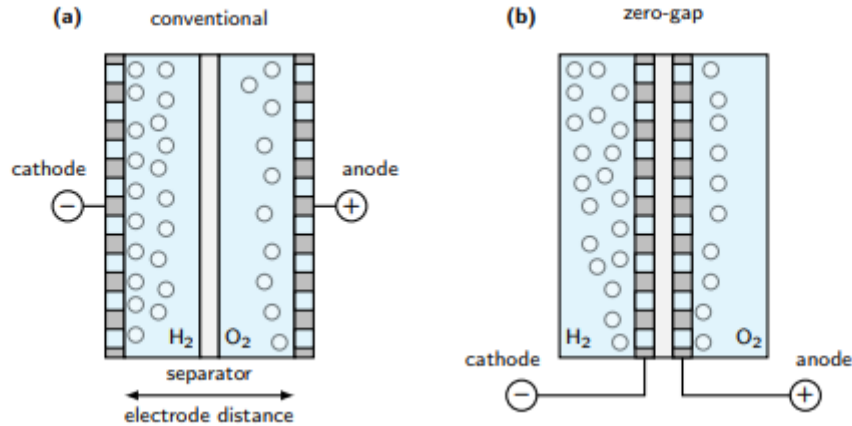 (a)
conventional
cathode
−
anode
+
H₂
O₂
separator
electrode distance
(b)
zero-gap
H₂
O₂
cathode
−
anode
+